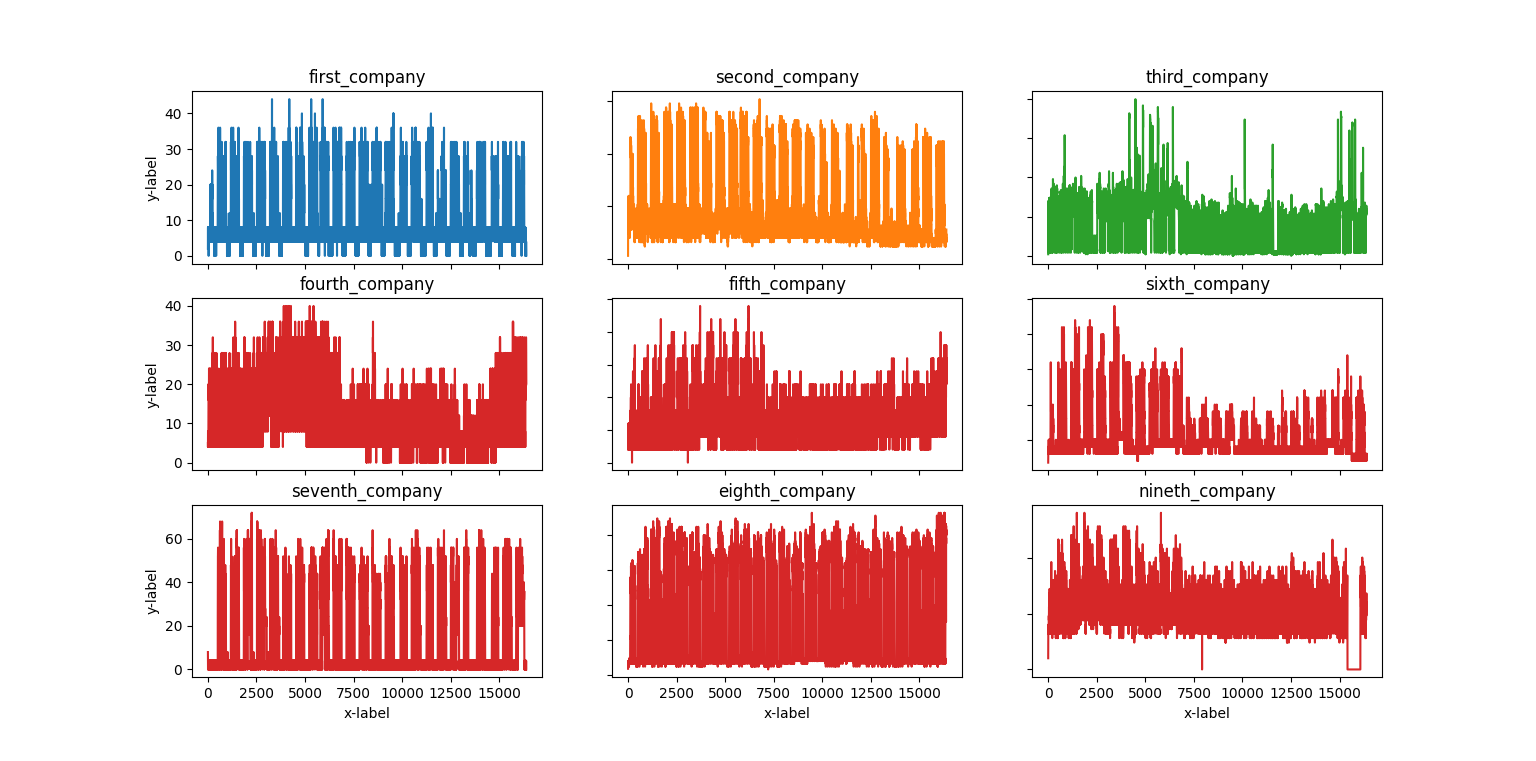 first_company
second_company
third_company
y-label
40
30
20
10
0
fourth_company
fifth_company
sixth_company
y-label
40
30
20
10
0
seventh_company
eighth_company
nineth_company
y-label
60
40
20
0
0 2500 5000 7500 10000 12500 15000
0 2500 5000 7500 10000 12500 15000
0 2500 5000 7500 10000 12500 15000
x-label
x-label
x-label